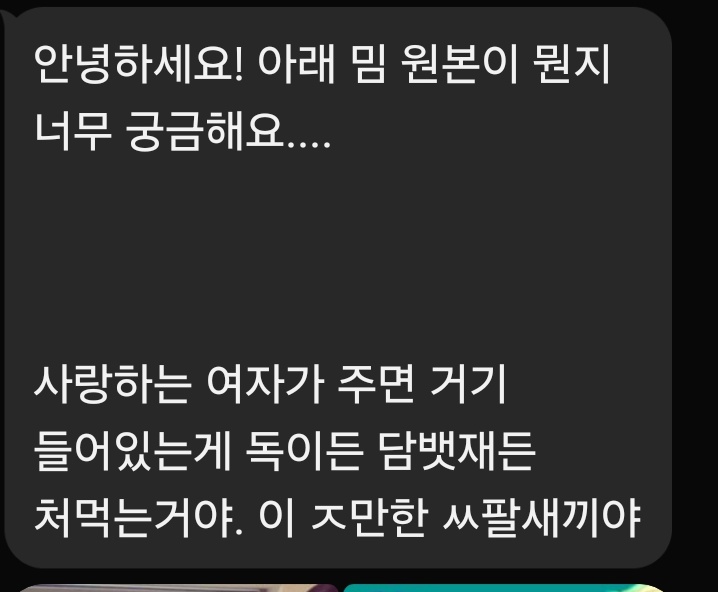 안녕하세요! 아래 밈 원본이 뭔지
너무 궁금해요....
사랑하는 여자가 주면 거기
들어있는게 독이든 담뱃재든
처먹는거야. 이 ㅈ만한 ㅆ팔새끼야